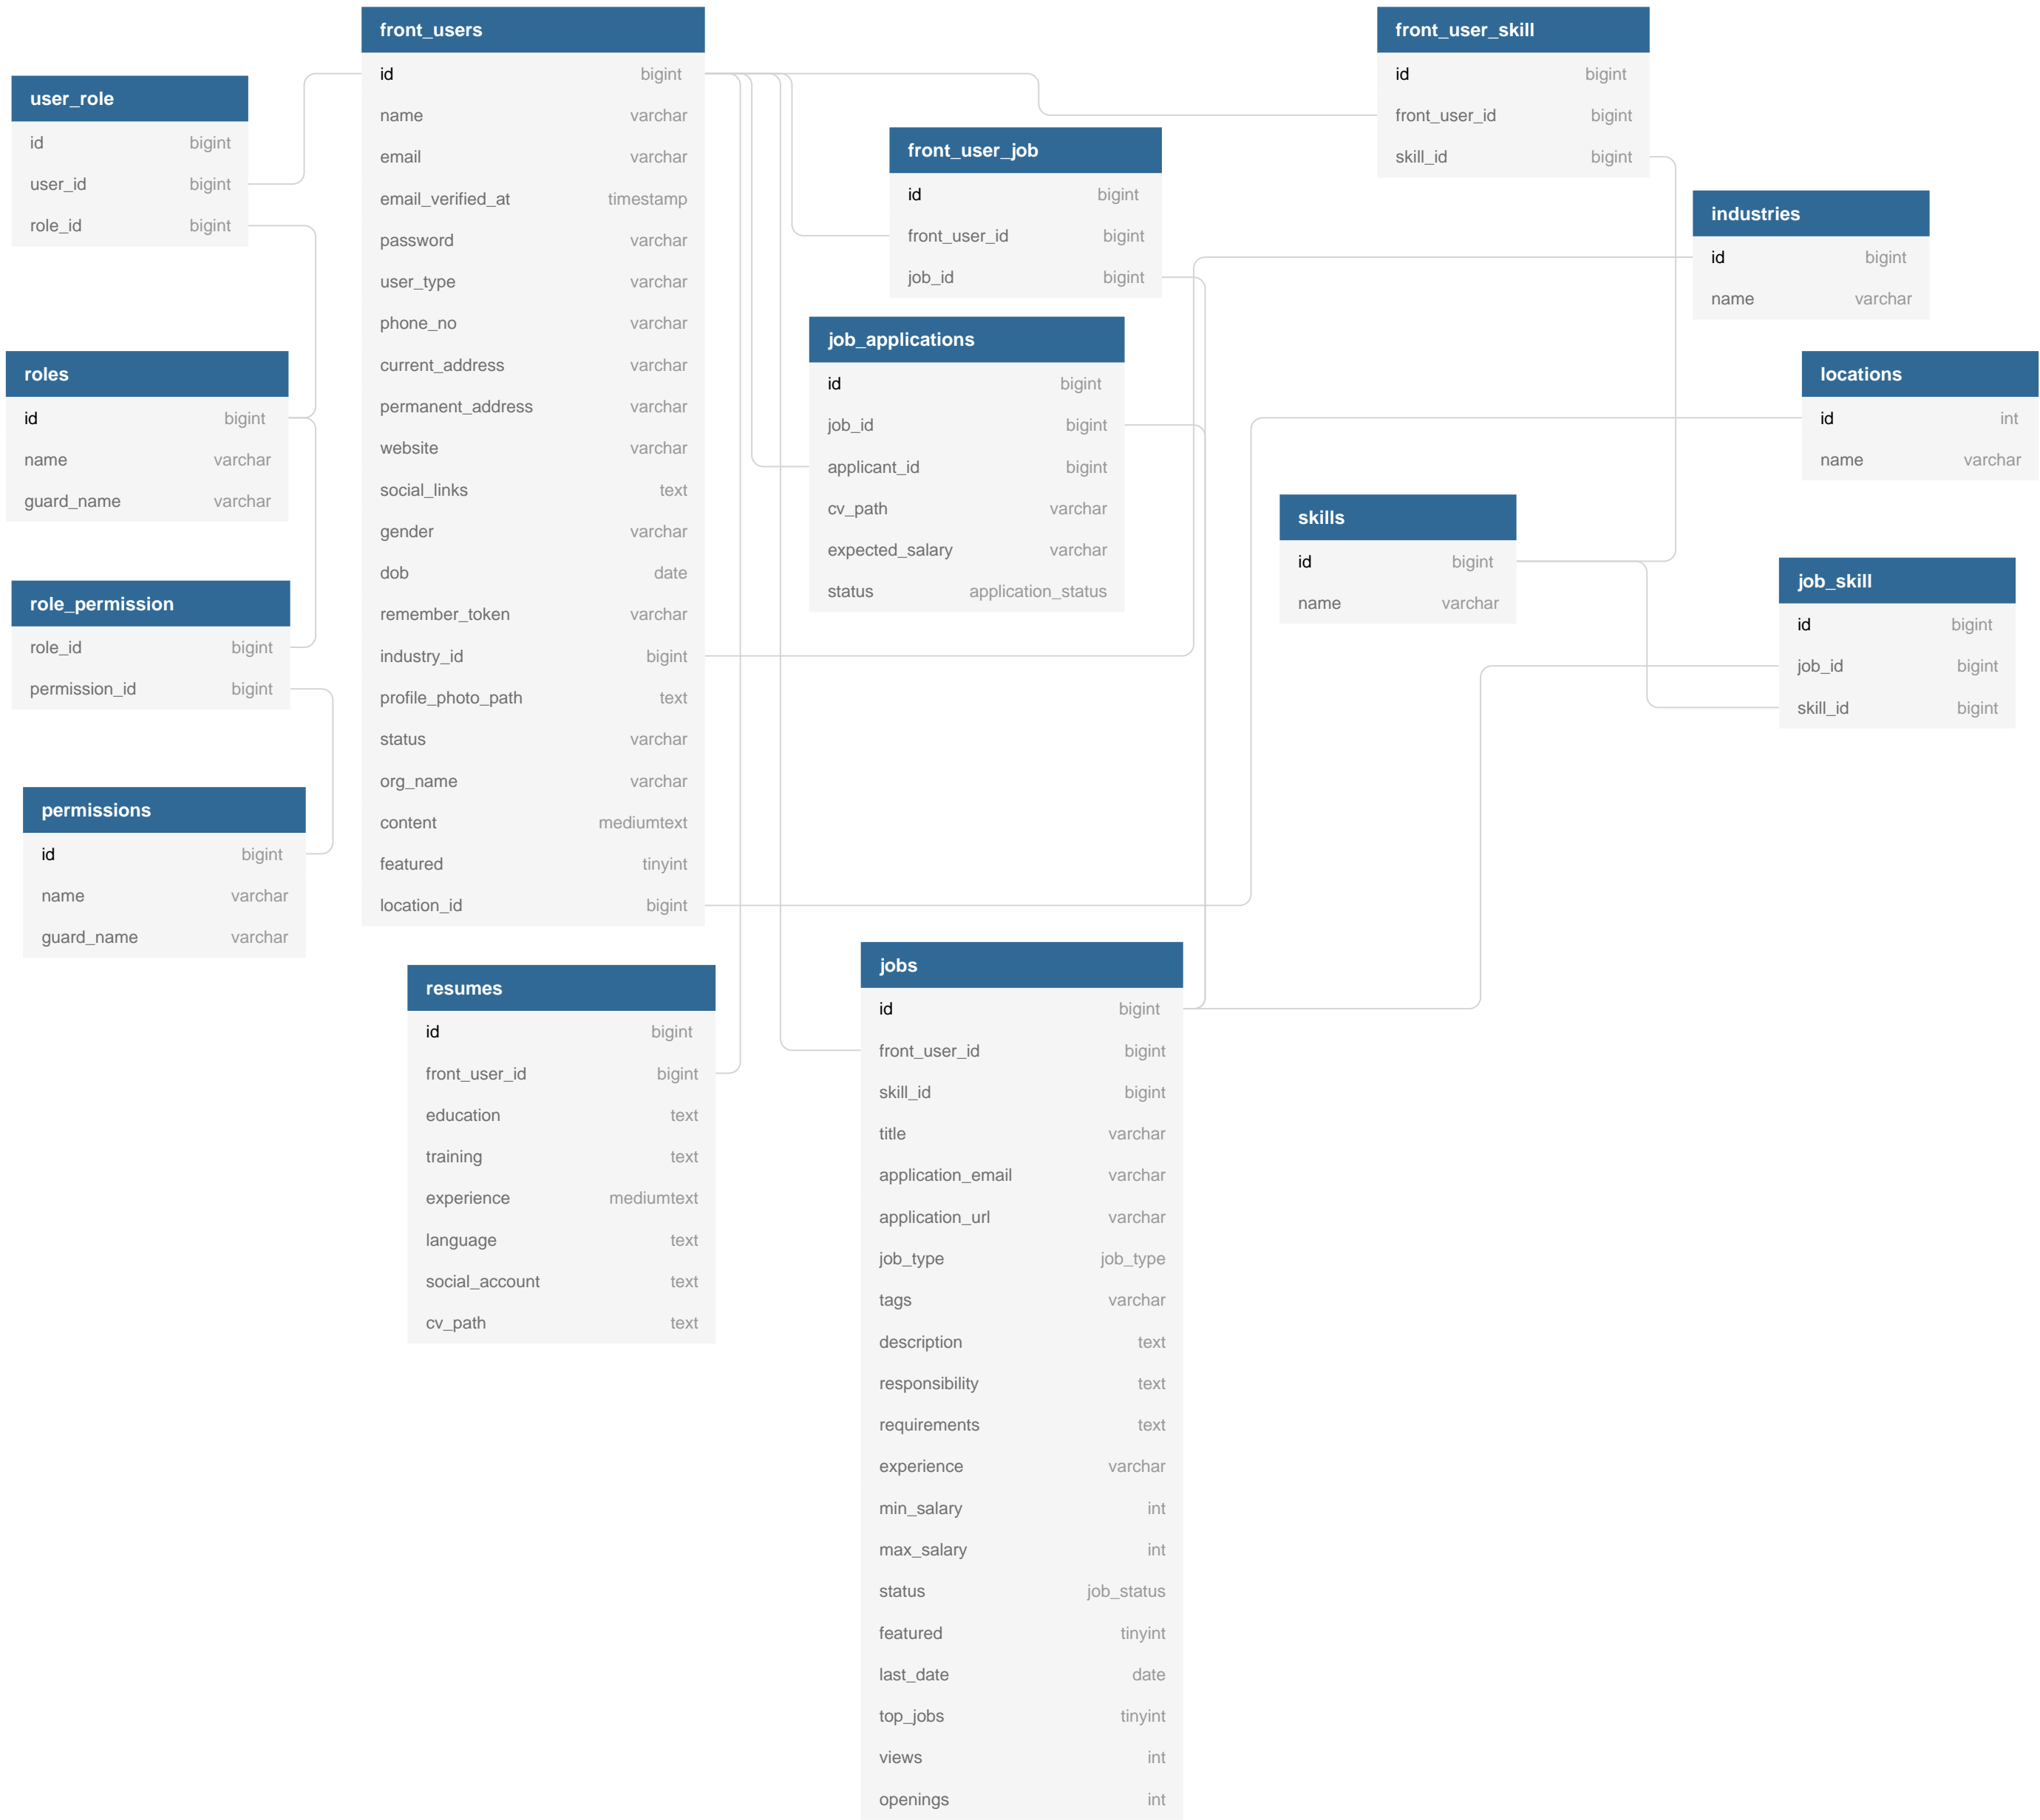 front_users
id bigint
name varchar
email varchar
email_verified_at timestamp
password varchar
user_type varchar
phone_no varchar
current_address varchar
permanent_address varchar
website varchar
social_links text
gender varchar
dob date
remember_token varchar
industry_id bigint
profile_photo_path text
status varchar
org_name varchar
content mediumtext
featured tinyint
location_id bigint
user_role
id bigint
user_id bigint
role_id bigint
roles
id bigint
name varchar
guard_name varchar
role_permission
role_id bigint
permission_id bigint
permissions
id bigint
name varchar
guard_name varchar
resumes
id bigint
front_user_id bigint
education text
training text
experience mediumtext
language text
social_account text
cv_path text
front_user_job
id bigint
front_user_id bigint
job_id bigint
job_applications
id bigint
job_id bigint
applicant_id bigint
cv_path varchar
expected_salary varchar
status application_status
jobs
id bigint
front_user_id bigint
skill_id bigint
title varchar
application_email varchar
application_url varchar
job_type job_type
tags varchar
description text
responsibility text
requirements text
experience varchar
min_salary int
max_salary int
status job_status
featured tinyint
last_date date
top_jobs tinyint
views int
openings int
front_user_skill
id bigint
front_user_id bigint
skill_id bigint
industries
id bigint
name varchar
locations
id int
name varchar
skills
id bigint
name varchar
job_skill
id bigint
job_id bigint
skill_id bigint